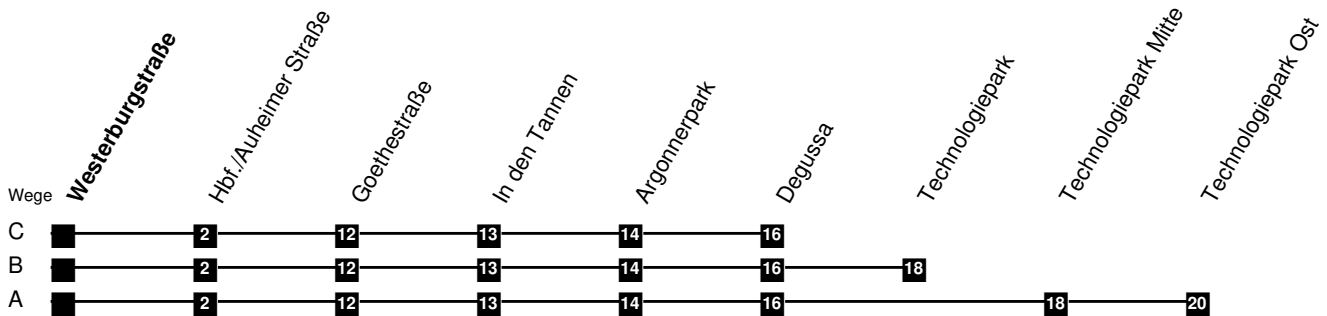 Westerburgstraße
Hbf./Auheimer Straße
Goethestraße
In den Tannen
Argonnerpark
Degussa
Technologiepark
Technologiepark Mitte
Technologiepark Ost
Wege
C 2 12 13 14 16
B 2 12 13 14 16 18
A 2 12 13 14 16 18 20